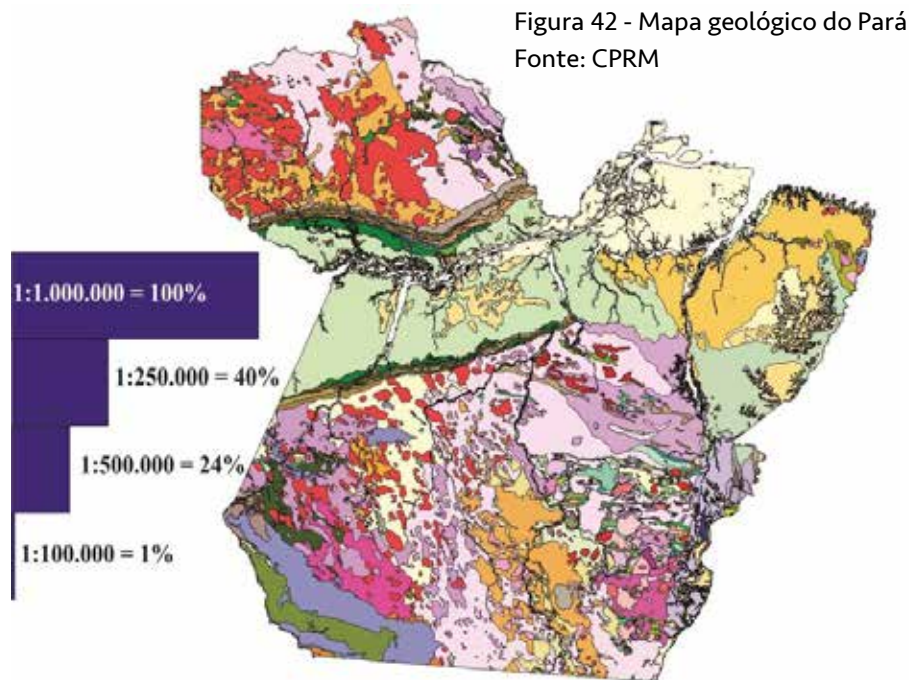 Figura 42 - Mapa geológico do Pará
Fonte: CPRM
1:1.000.000 = 100%
1:250.000 = 40%
1:500.000 = 24%
1:100.000 = 1%